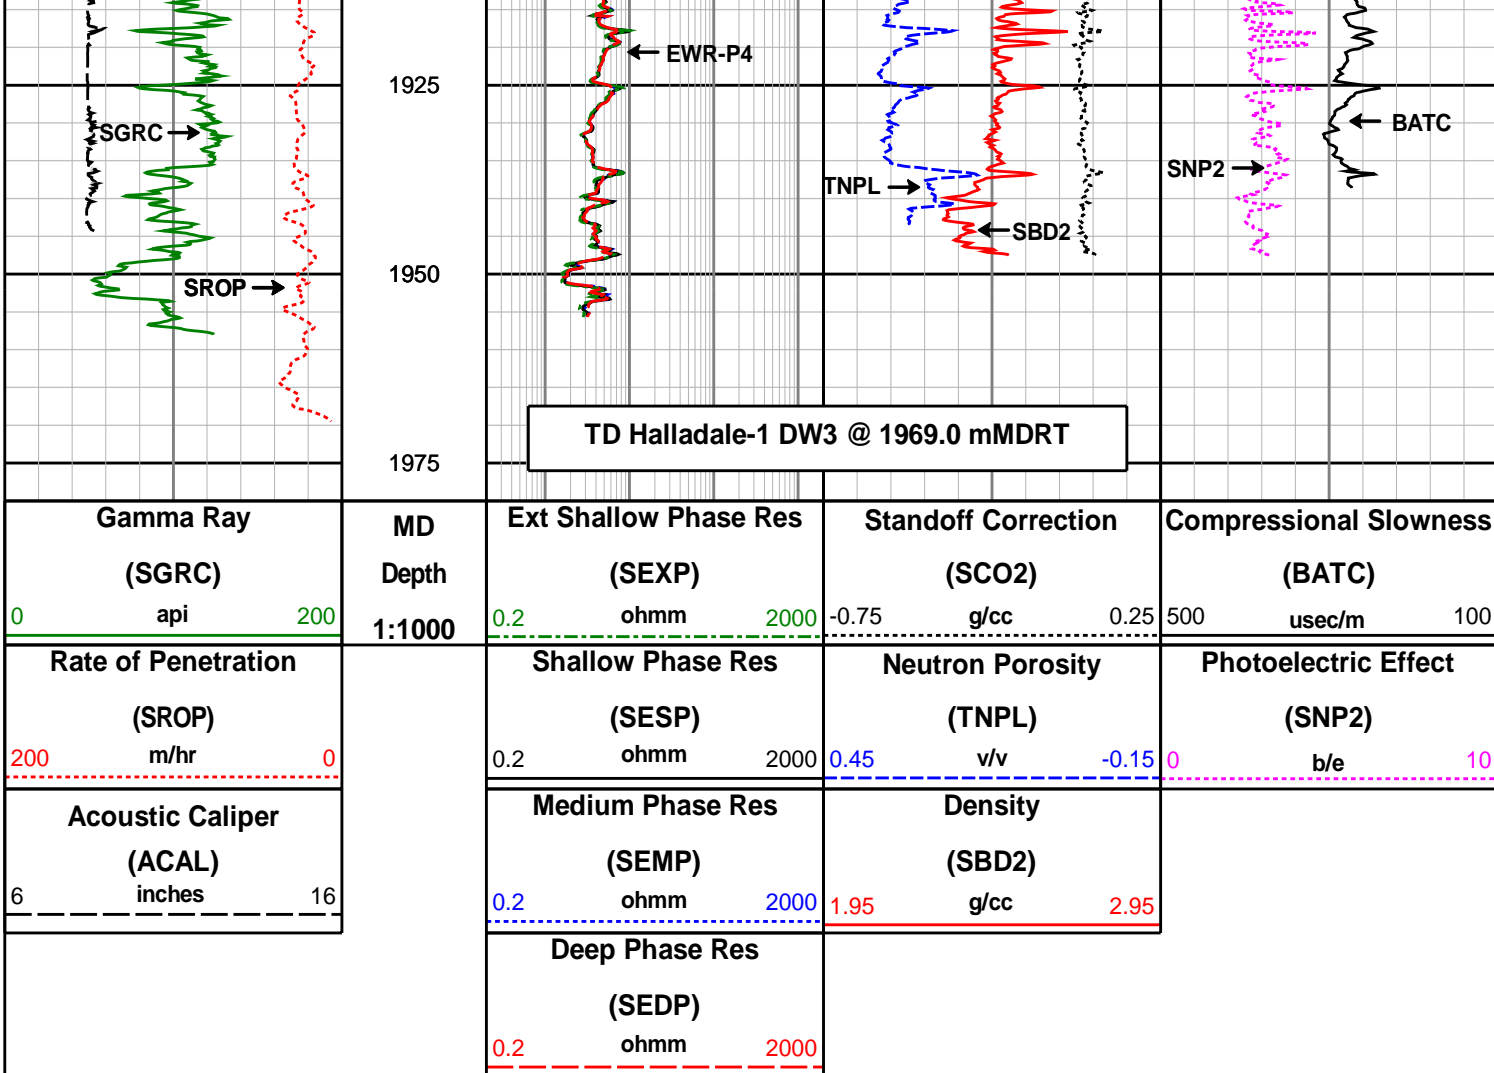 EWR-P4
1925
SGRC
BATC
SNP2
TNPL
SBD2
1950
SROP
TD Halladale-1 DW3 @ 1969.0 mMDRT
1975
Gamma Ray
(SGRC)
0 api 200
Rate of Penetration
(SROP)
200 m/hr 0
Acoustic Caliper
(ACAL)
6 inches 16
MD
Depth
1:1000
Ext Shallow Phase Res
(SEXP)
0.2 ohmm 2000
Shallow Phase Res
(SESP)
0.2 ohmm 2000
Medium Phase Res
(SEMP)
0.2 ohmm 2000
Deep Phase Res
(SEDP)
0.2 ohmm 2000
Standoff Correction
(SCO2)
-0.75 g/cc 0.25
Neutron Porosity
(TNPL)
0.45 v/v -0.15
Density
(SBD2)
1.95 g/cc 2.95
Compressional Slowness
(BATC)
500 usec/m 100
Photoelectric Effect
(SNP2)
0 b/e 10